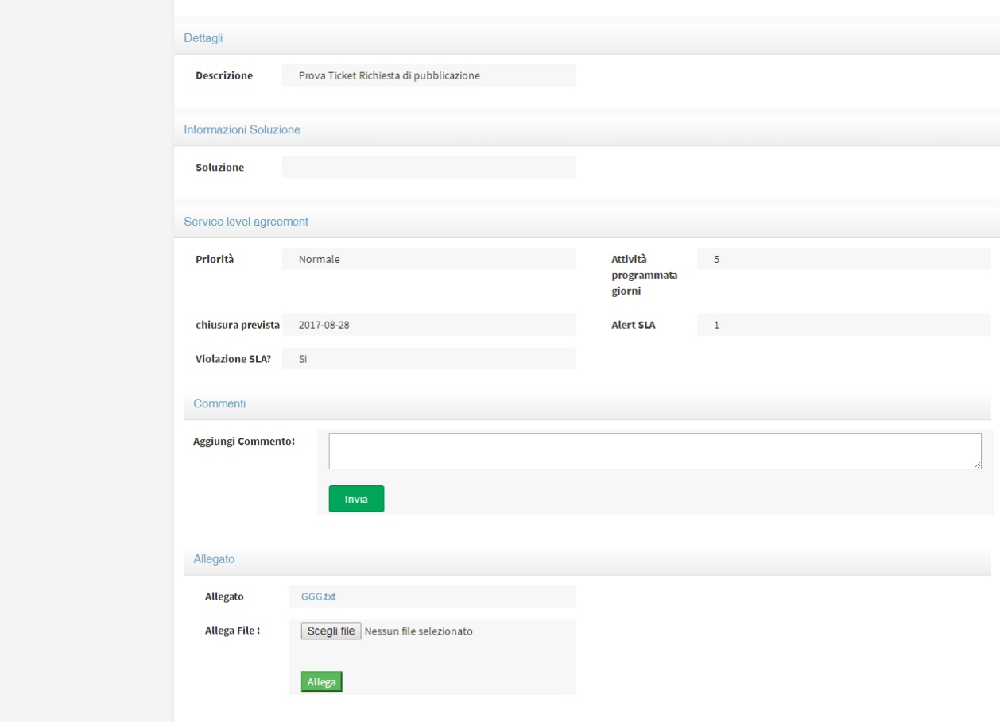 Dettagli
Descrizione Prova Ticket Richiesta di pubblicazione
Informazioni Soluzione
Soluzione
Service level agreement
Priorità Normale Attività programmata giorni 5
chiusura prevista 2017-08-28 Alert SLA 1
Violazione SLA? Si
Commenti
Aggiungi Commento:
Invia
Allegato
Allegato GGG.txt
Allega File : Scegli file Nessun file selezionato
Allega